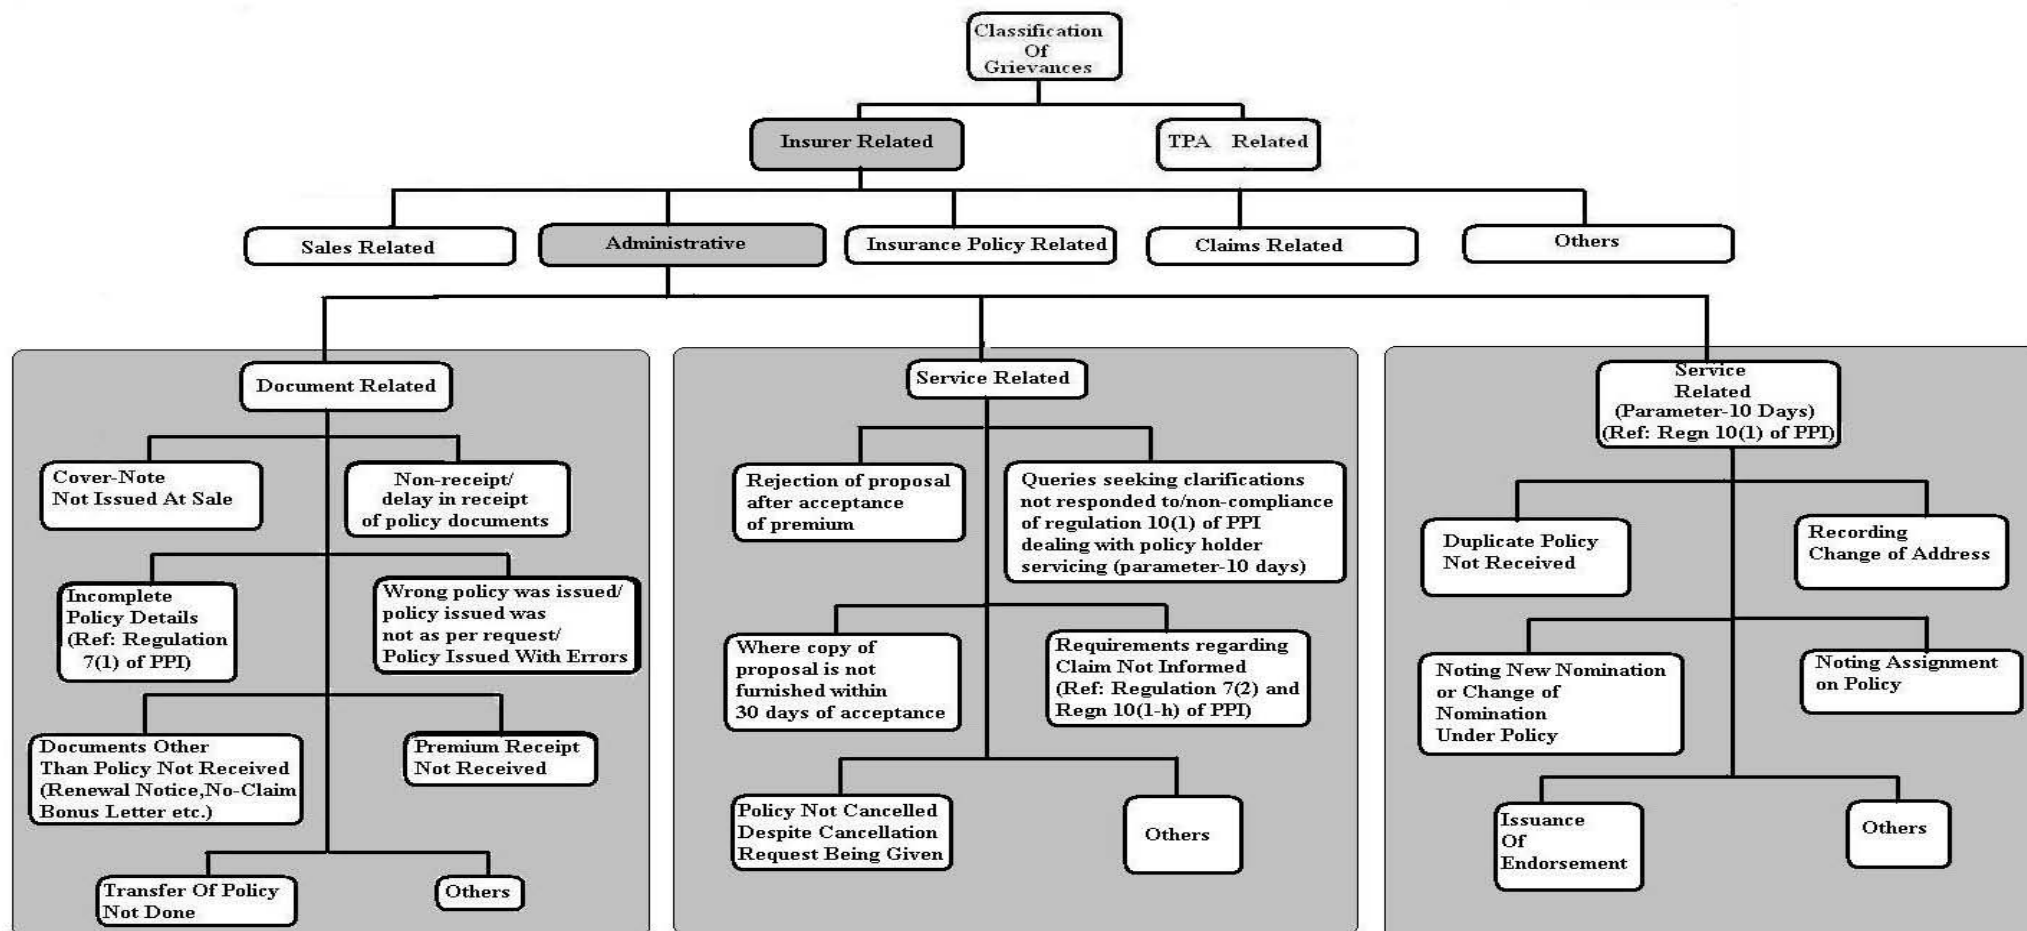 Classification
Of
Grievances
Insurer Related
TPA Related
Sales Related
Administrative
Insurance Policy Related
Claims Related
Others
Document Related
Cover-Note
Not Issued At Sale
Non-receipt/
delay in receipt
of policy documents
Incomplete
Policy Details
(Ref: Regulation
7(1) of PPI)
Wrong policy was issued/
policy issued was
not as per request/
Policy Issued With Errors
Documents Other
Than Policy Not Received
(Renewal Notice,No-Claim
Bonus Letter etc.)
Premium Receipt
Not Received
Transfer Of Policy
Not Done
Others
Service Related
Rejection of proposal
after acceptance
of premium
Queries seeking clarifications
not responded to/non-compliance
of regulation 10(1) of PPI
dealing with policy holder
servicing (parameter-10 days)
Where copy of
proposal is not
furnished within
30 days of acceptance
Requirements regarding
Claim Not Informed
(Ref: Regulation 7(2) and
Regn 10(1-h) of PPI)
Policy Not Cancelled
Despite Cancellation
Request Being Given
Others
Service
Related
(Parameter-10 Days)
(Ref: Regn 10(1) of PPI)
Duplicate Policy
Not Received
Recording
Change of Address
Noting New Nomination
or Change of
Nomination
Under Policy
Noting Assignment
on Policy
Issuance
Of
Endorsement
Others